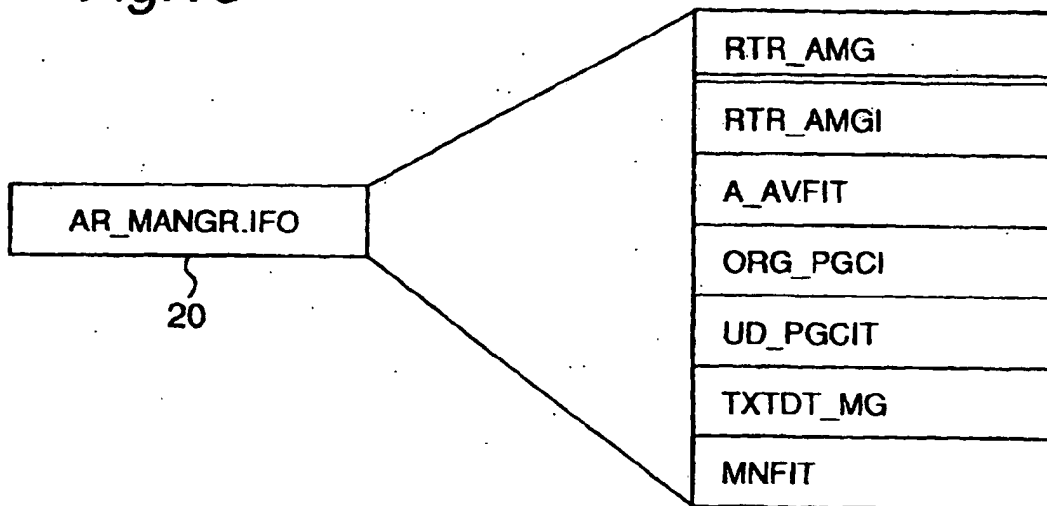 AR_MANGR.IFO
20
RTR_AMG
RTR_AMGI
A_AVFIT
ORG_PGCI
UD_PGCIT
TXTDT_MG
MNFIT